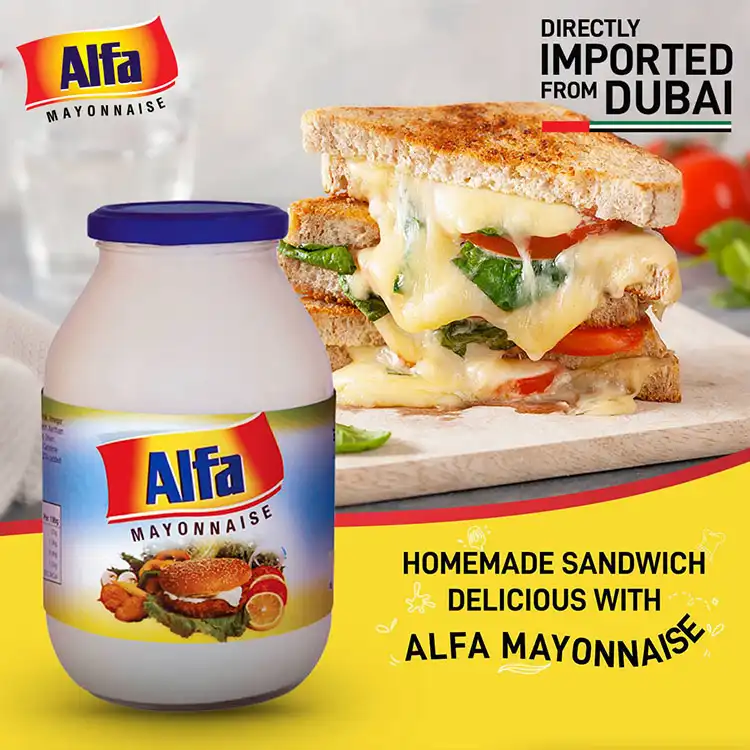 Alfa
MAYONNAISE
DIRECTLY
IMPORTED
FROM DUBAI
Alfa
MAYONNAISE
HOMEMADE SANDWICH
DELICIOUS WITH
ALFA MAYONNAISE